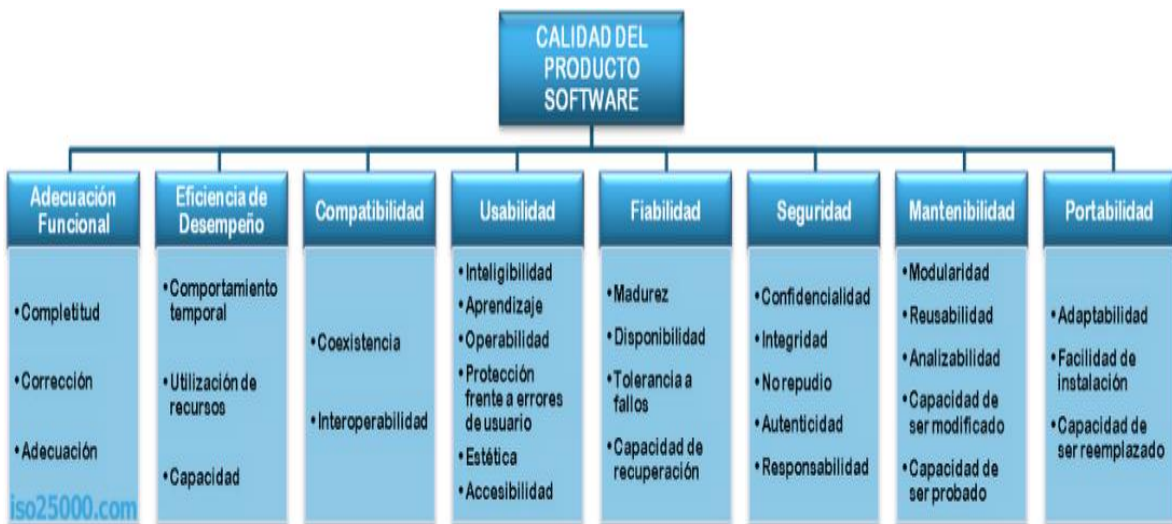 CALIDAD DEL
PRODUCTO
SOFTWARE
Adecuación
Funcional
• Completitud
• Corrección
• Adecuación
Eficiencia de
Desempeño
• Comportamiento
temporal
• Utilización de
recursos
• Capacidad
Compatibilidad
• Coexistencia
• Interoperabilidad
Usabilidad
• Inteligibilidad
• Aprendizaje
• Operabilidad
• Protección
frente a errores
de usuario
• Estética
• Accesibilidad
Fiabilidad
• Madurez
• Disponibilidad
• Tolerancia a
fallos
• Capacidad de
recuperación
Seguridad
• Confidencialidad
• Integridad
• No repudio
• Autenticidad
• Responsabilidad
Mantenibilidad
• Modularidad
• Reusabilidad
• Analizabilidad
• Capacidad de
ser modificado
• Capacidad de
ser probado
Portabilidad
• Adaptabilidad
• Facilidad de
instalación
• Capacidad de
ser reemplazado
iso25000.com